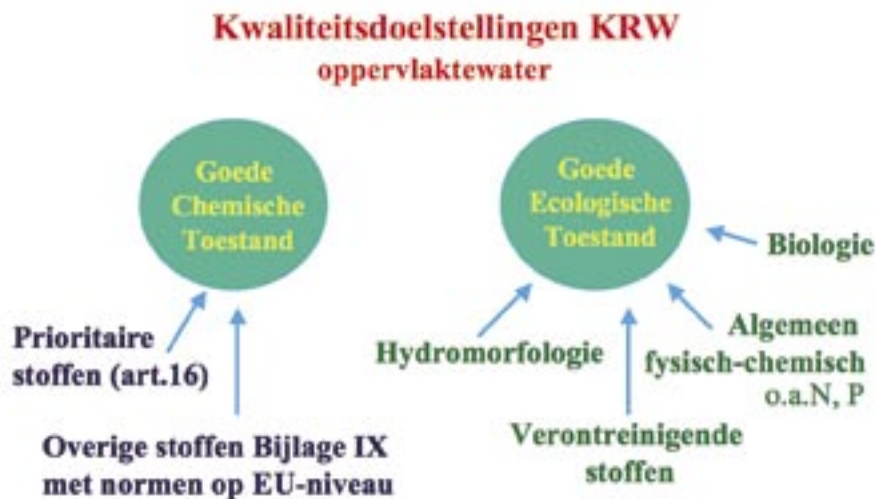 Kwaliteitsdoelstellingen KRW
oppervlaktewater
Goede
Chemische
Toestand
Goede
Ecologische
Toestand
Biologie
Prioritaire
stoffen (art.16)
Hydromorfologie
Algemeen
fysisch-chemisch
o.a.N, P
Overige stoffen Bijlage IX
met normen op EU-niveau
Verontreinigende
stoffen